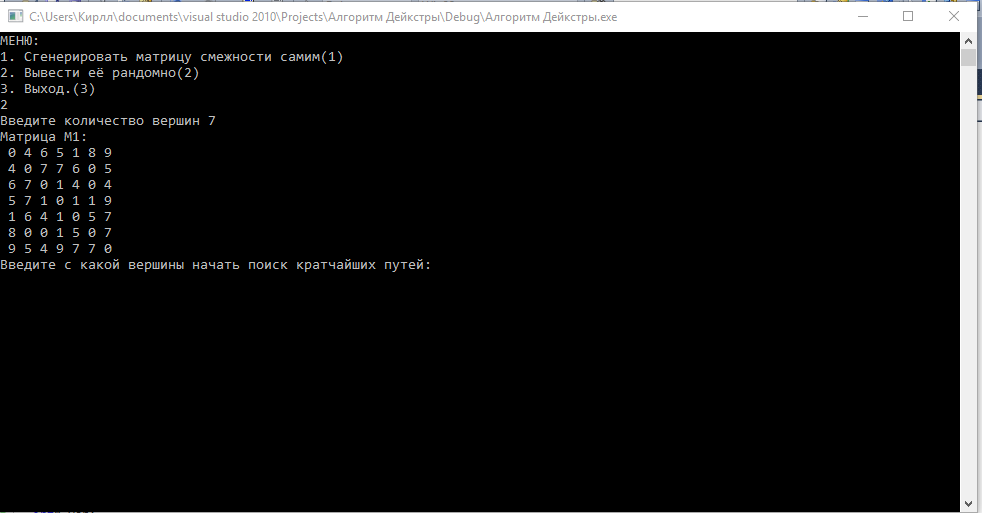 C:\Users\Кирлл\documents\visual studio 2010\Projects\Алгоритм Дейкстры\Debug\Алгоритм Дейкстры.exe
МЕНЮ:
1. Сгенерировать матрицу смежности самим(1)
2. Вывести её рандомно(2)
3. Выход.(3)
2
Введите количество вершин 7
Матрица М1:
0 4 6 5 1 8 9
4 0 7 7 6 0 5
6 7 0 1 4 0 4
5 7 1 0 1 1 9
1 6 4 1 0 5 7
8 0 0 1 5 0 7
9 5 4 9 7 7 0
Введите с какой вершины начать поиск кратчайших путей: